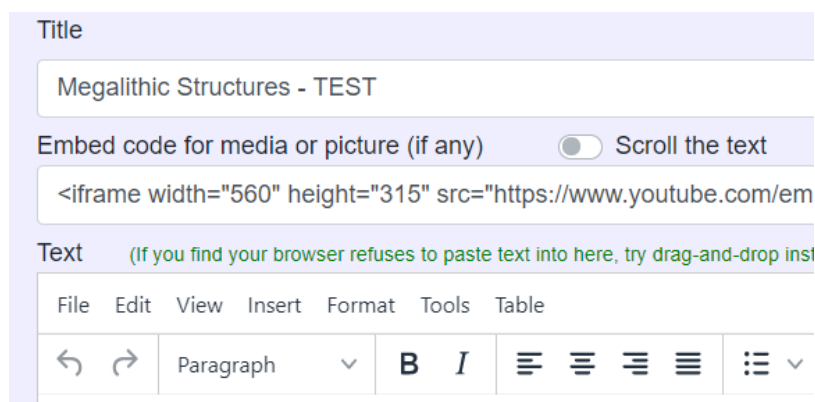 Title
Megalithic Structures - TEST
Embed code for media or picture (if any) Scroll the text
<iframe width="560" height="315" src="https://www.youtube.com/em
Text (If you find your browser refuses to paste text into here, try drag-and-drop inst
File Edit View Insert Format Tools Table
Paragraph B I